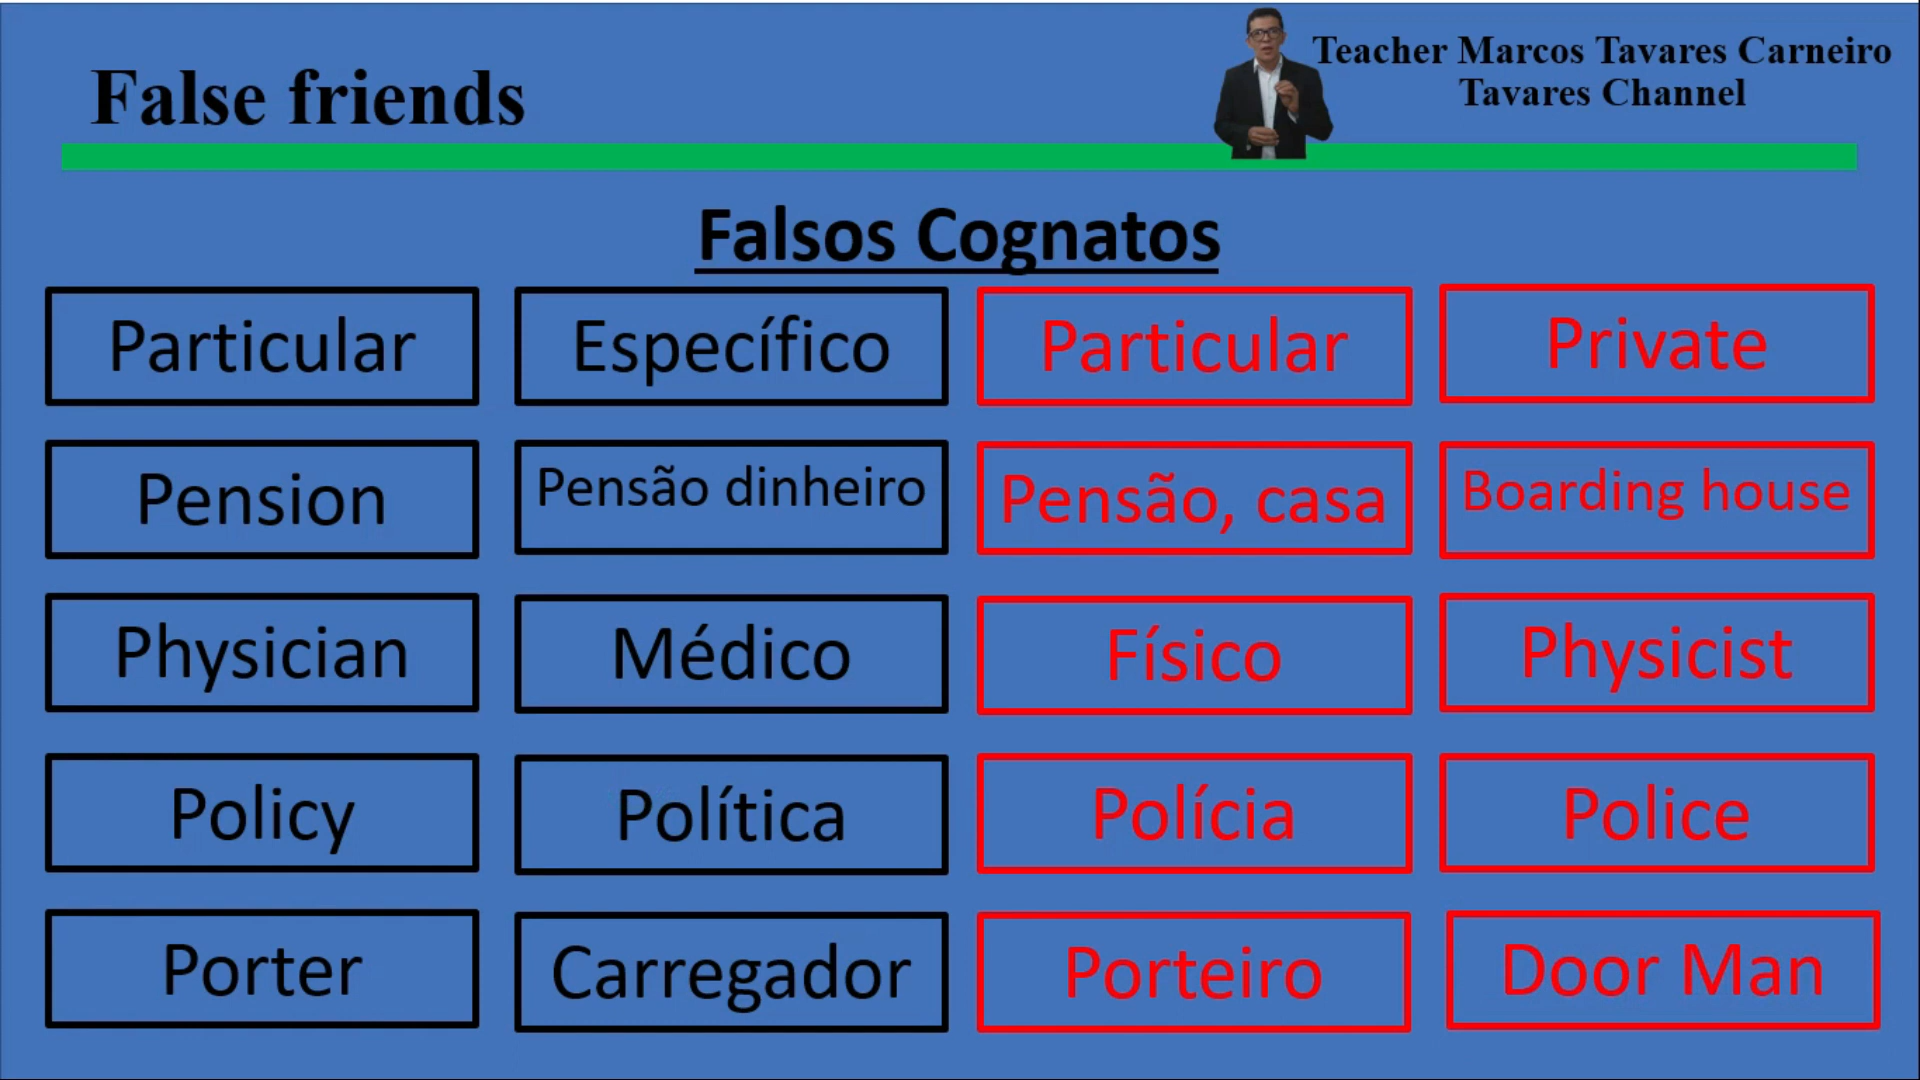 False friends
Teacher Marcos Tavares Carneiro
Tavares Channel
Falsos Cognatos
Particular Específico Particular Private
Pension Pensão dinheiro Pensão, casa Boarding house
Physician Médico Físico Physicist
Policy Política Polícia Police
Porter Carregador Porteiro Door Man